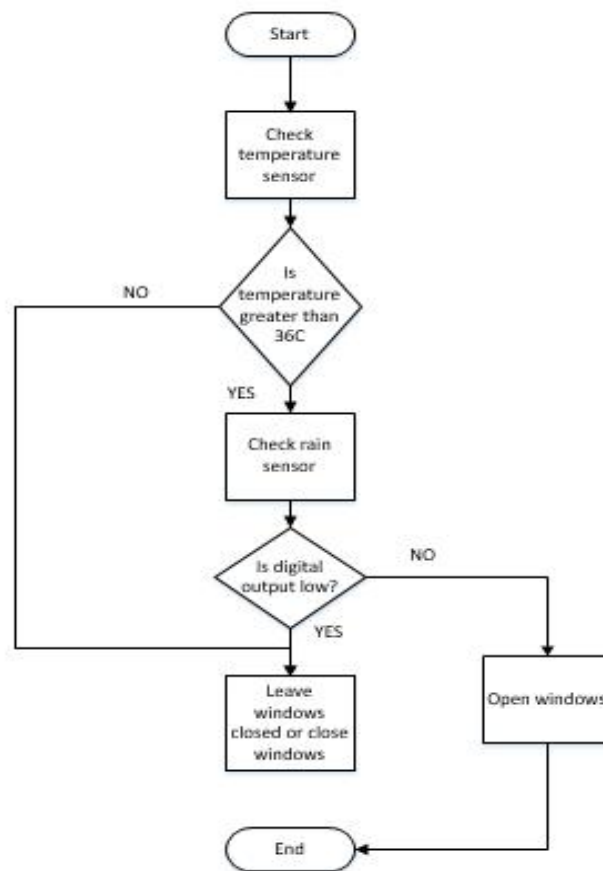 Start
Check
temperature
sensor
Is
temperature
greater than
36C
NO
YES
Check rain
sensor
Is digital
output low?
NO
YES
Leave
windows
closed or close
windows
Open windows
End